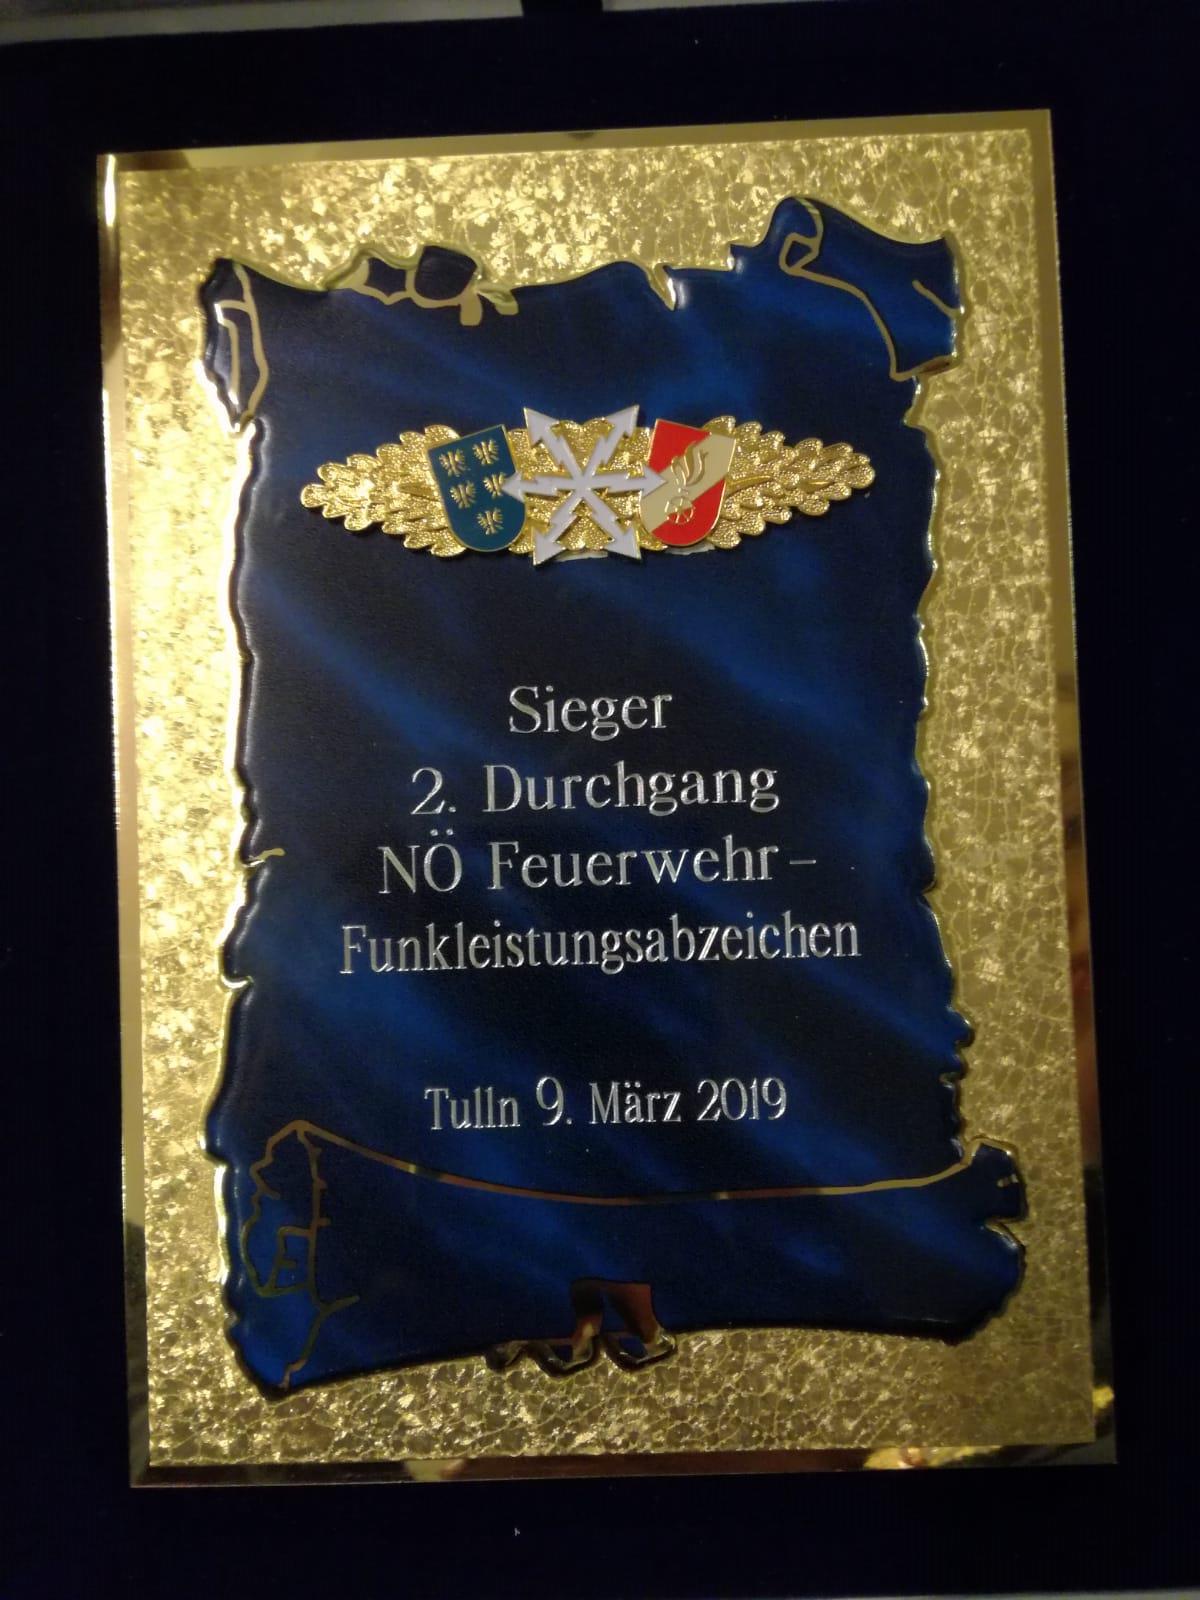 Sieger
2. Durchgang
NÖ Feuerwehr-
Funkleistungsabzeichen
Tulln 9. März 2019